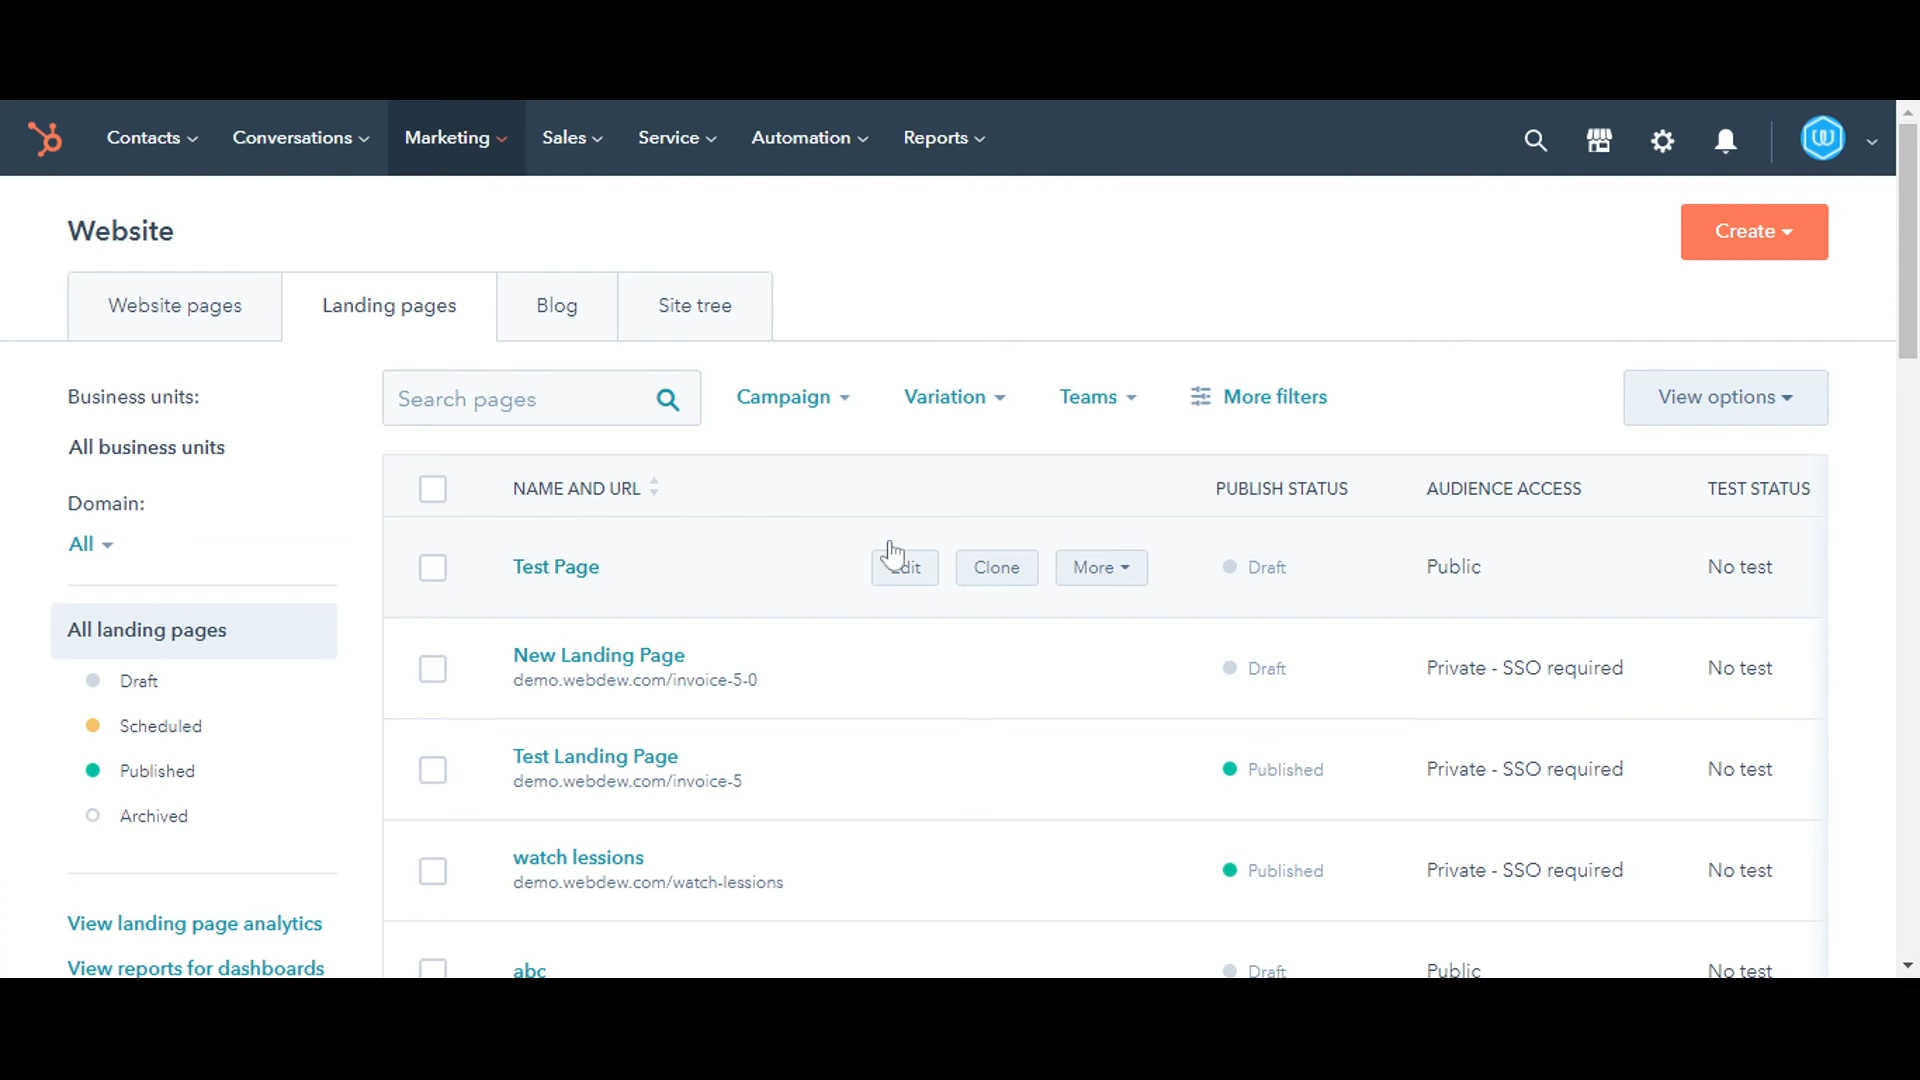 Contacts Conversations Marketing Sales Service Automation Reports
Website
Create
Website pages Landing pages Blog Site tree
Business units:
All business units
Domain:
All
All landing pages
Draft
Scheduled
Published
Archived
View landing page analytics
View reports for dashboards
Search pages Campaign Variation Teams More filters View options
NAME AND URL PUBLISH STATUS AUDIENCE ACCESS TEST STATUS
Test Page Edit Clone More Draft Public No test
New Landing Page
demo.webdew.com/invoice-5-0 Draft Private - SSO required No test
Test Landing Page
demo.webdew.com/invoice-5 Published Private - SSO required No test
watch lessions
demo.webdew.com/watch-lessions Published Private - SSO required No test
abc Draft Public No test